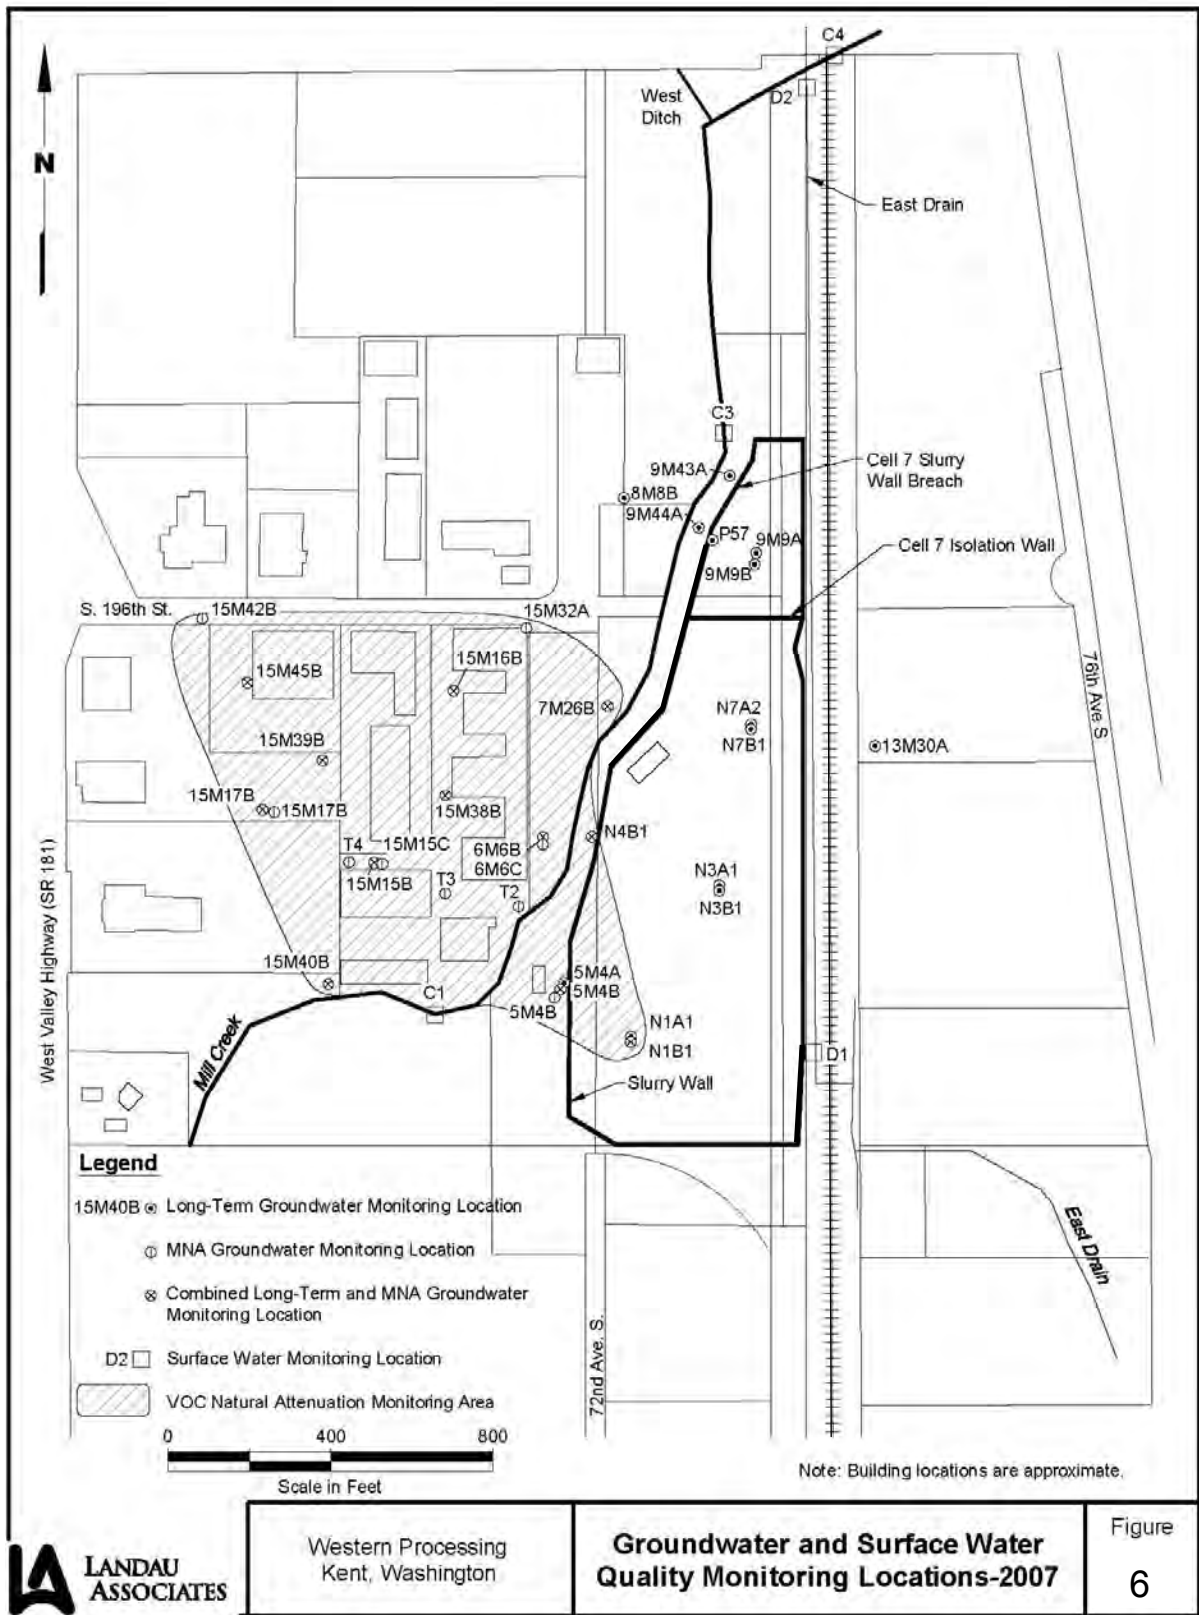 C4
West
Ditch
D2
N
East Drain
C3
Cell 7 Slurry
Wall Breach
9M43A
8M8B
9M44A
P57
9M9A
Cell 7 Isolation Wall
9M9B
S. 196th St.
15M42B
15M32A
15M16B
15M45B
76th Ave S.
7M26B
N7A2
N7B1
15M39B
13M30A
15M17B
15M17B
15M38B
N4B1
T4
15M15C
6M6B
6M6C
15M15B
N3A1
N3B1
T3
T2
West Valley Highway (SR 181)
15M40B
C1
5M4A
5M4B
5M4B
Mill Creek
N1A1
N1B1
D1
Slurry Wall
Legend
15M40B Long-Term Groundwater Monitoring Location
MNA Groundwater Monitoring Location
Combined Long-Term and MNA Groundwater
Monitoring Location
D2 Surface Water Monitoring Location
VOC Natural Attenuation Monitoring Area
East Drain
72nd Ave. S.
0 400 800
Scale in Feet
Note: Building locations are approximate.
LANDAU
ASSOCIATES
Western Processing
Kent, Washington
Groundwater and Surface Water
Quality Monitoring Locations-2007
Figure
6